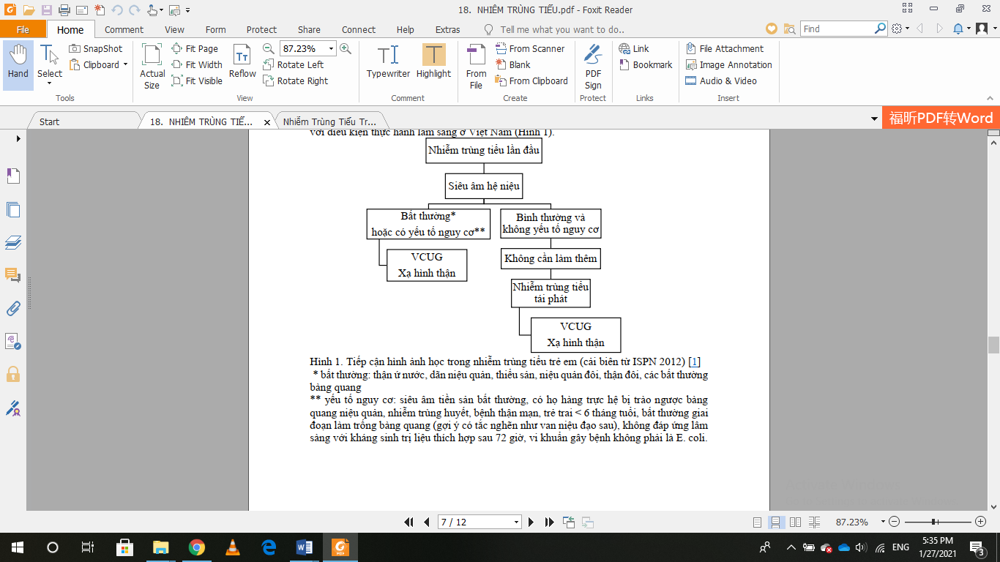 18. NHIỄM TRÙNG TIỂU.pdf - Foxit Reader
File Home Comment View Form Protect Share Connect Help Extras Tell me what you want to do.. Find
Hand
Select
SnapShot
Clipboard
Tools
Actual Size
Fit Page
Fit Width
Fit Visible
Reflow
87.23%
Rotate Left
Rotate Right
View
Typewriter
Highlight
Comment
From File
From Scanner
Blank
From Clipboard
Create
PDF Sign
Protect
Link
Bookmark
Links
File Attachment
Image Annotation
Audio & Video
Insert
Start
18. NHIỄM TRÙNG TIỂ...
Nhiễm Trùng Tiểu Tr...
福昕PDF转Word
với điều kiện thực hành lâm sàng ở Việt Nam (Hình 1).
Nhiễm trùng tiểu lần đầu
Siêu âm hệ niệu
Bất thường*
hoặc có yếu tố nguy cơ**
Bình thường và
không yếu tố nguy cơ
VCUG
Xạ hình thận
Không cần làm thêm
Nhiễm trùng tiểu
tái phát
VCUG
Xạ hình thận
Hình 1. Tiếp cận hình ảnh học trong nhiễm trùng tiểu trẻ em (cải biên từ ISPN 2012) [1]
* bất thường: thận ứ nước, dãn niệu quản, thiểu sản, niệu quản đôi, thận đôi, các bất thường
bàng quang
** yếu tố nguy cơ: siêu âm tiền sản bất thường, có họ hàng trực hệ bị trào ngược bàng
quang niệu quản, nhiễm trùng huyết, bệnh thận mạn, trẻ trai < 6 tháng tuổi, bất thường giai
đoạn làm trống bàng quang (gợi ý có tắc nghẽn như van niệu đạo sau), không đáp ứng lâm
sàng với kháng sinh trị liệu thích hợp sau 72 giờ, vi khuẩn gây bệnh không phải là E. coli.
7 / 12
87.23%
ENG
5:35 PM
1/27/2021
3